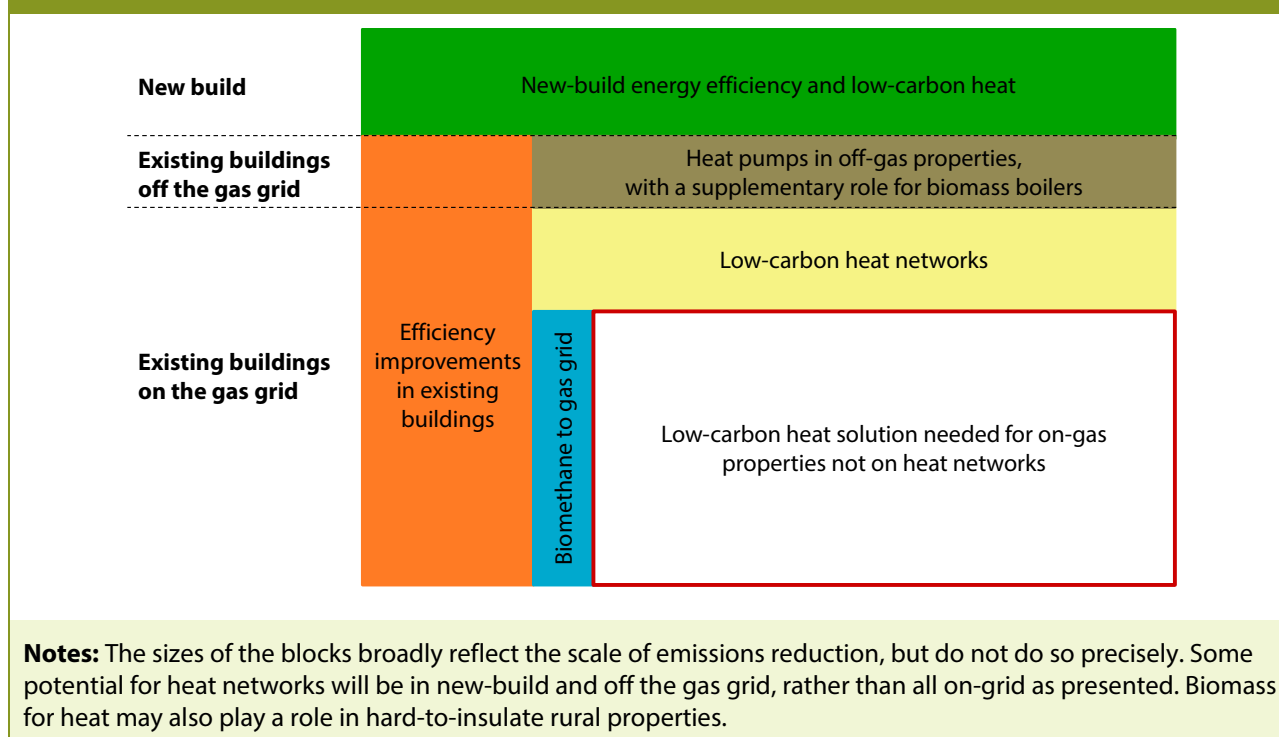 New build
New-build energy efficiency and low-carbon heat
Existing buildings
off the gas grid
Heat pumps in off-gas properties,
with a supplementary role for biomass boilers
Low-carbon heat networks
Existing buildings
on the gas grid
Efficiency
improvements
in existing
buildings
Biomethane to gas grid
Low-carbon heat solution needed for on-gas
properties not on heat networks
Notes: The sizes of the blocks broadly reflect the scale of emissions reduction, but do not do so precisely. Some
potential for heat networks will be in new-build and off the gas grid, rather than all on-grid as presented. Biomass
for heat may also play a role in hard-to-insulate rural properties.